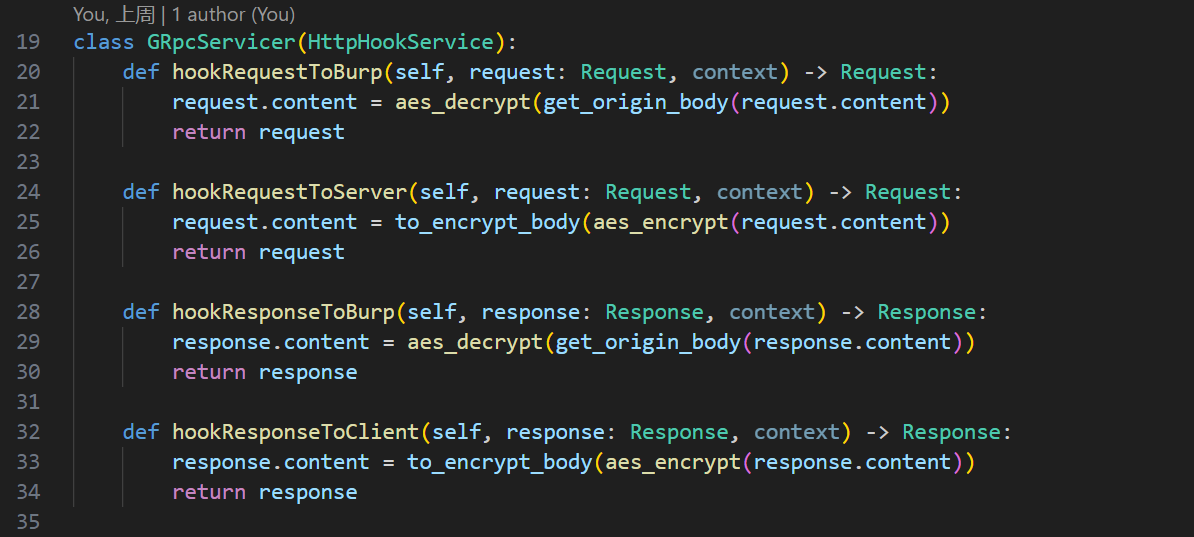 You, 上周 | 1 author (You)
19 class GRpcServicer(HttpHookService):
20     def hookRequestToBurp(self, request: Request, context) -> Request:
21         request.content = aes_decrypt(get_origin_body(request.content))
22         return request
23
24     def hookRequestToServer(self, request: Request, context) -> Request:
25         request.content = to_encrypt_body(aes_encrypt(request.content))
26         return request
27
28     def hookResponseToBurp(self, response: Response, context) -> Response:
29         response.content = aes_decrypt(get_origin_body(response.content))
30         return response
31
32     def hookResponseToClient(self, response: Response, context) -> Response:
33         response.content = to_encrypt_body(aes_encrypt(response.content))
34         return response
35